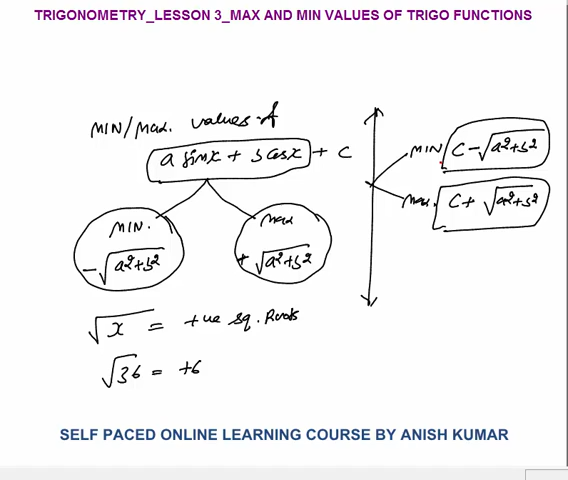 TRIGONOMETRY_LESSON 3_MAX AND MIN VALUES OF TRIGO FUNCTIONS
MIN/Max. values of
a sinx + b cosx + c
MIN.
-√a²+b²
Max
+√a²+b²
MIN c-√a²+b²
Max. c+√a²+b²
√x = +ve sq. Roots
√36 = +6
SELF PACED ONLINE LEARNING COURSE BY ANISH KUMAR